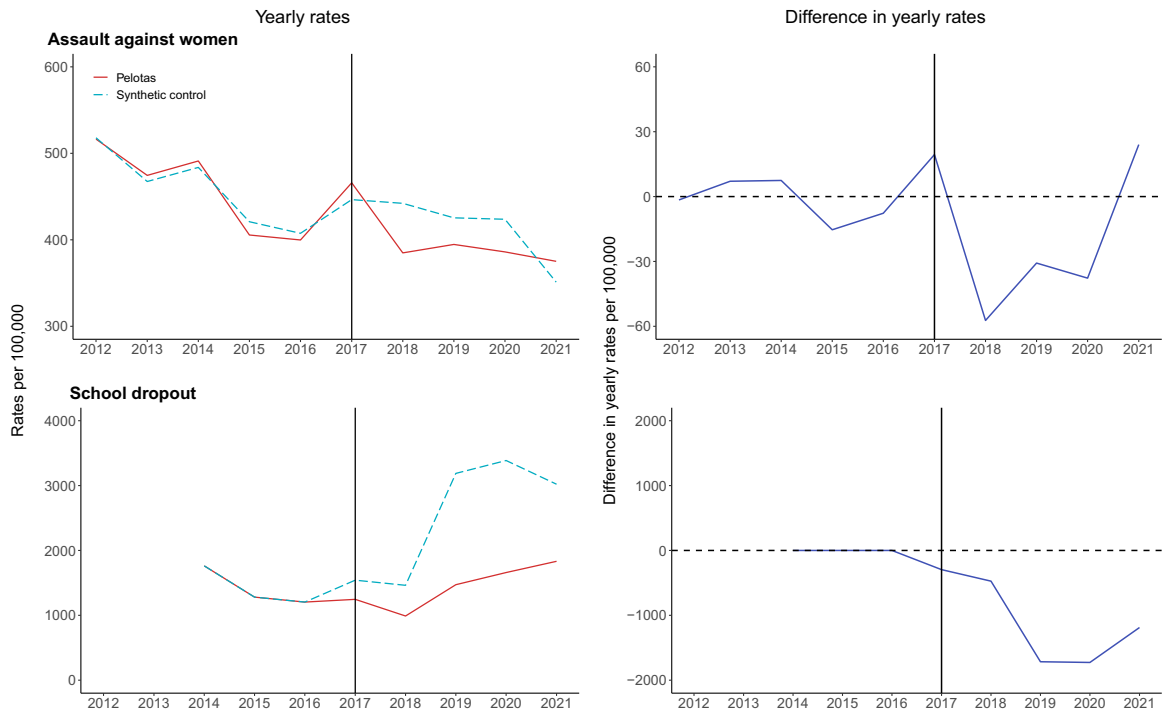 Yearly rates
Difference in yearly rates
Assault against women
600
500
400
300
Pelotas
Synthetic control
2012 2013 2014 2015 2016 2017 2018 2019 2020 2021
60
30
0
−30
−60
2012 2013 2014 2015 2016 2017 2018 2019 2020 2021
Rates per 100,000
Difference in yearly rates per 100,000
School dropout
4000
3000
2000
1000
0
2012 2013 2014 2015 2016 2017 2018 2019 2020 2021
2000
1000
0
−1000
−2000
2012 2013 2014 2015 2016 2017 2018 2019 2020 2021